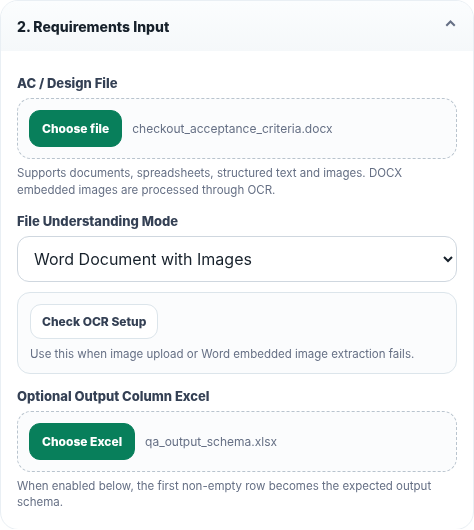 2. Requirements Input
AC / Design File
Choose file checkout_acceptance_criteria.docx
Supports documents, spreadsheets, structured text and images. DOCX
embedded images are processed through OCR.
File Understanding Mode
Word Document with Images
Check OCR Setup
Use this when image upload or Word embedded image extraction fails.
Optional Output Column Excel
Choose Excel qa_output_schema.xlsx
When enabled below, the first non-empty row becomes the expected output
schema.